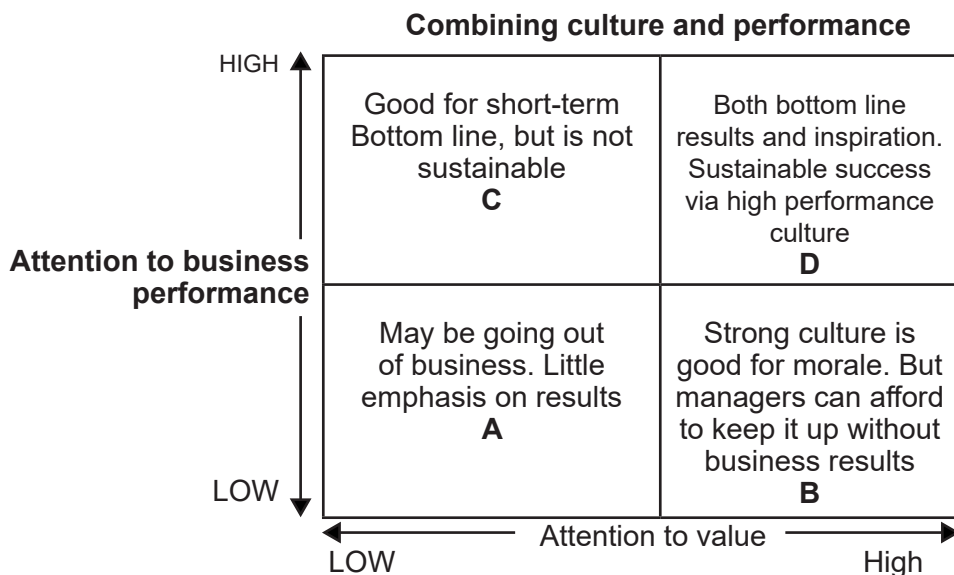 Combining culture and performance
HIGH
Good for short-term
Bottom line, but is not
sustainable
C
Both bottom line
results and inspiration.
Sustainable success
via high performance
culture
D
Attention to business
performance
May be going out
of business. Little
emphasis on results
A
Strong culture is
good for morale. But
managers can afford
to keep it up without
business results
B
LOW
Attention to value
LOW
High